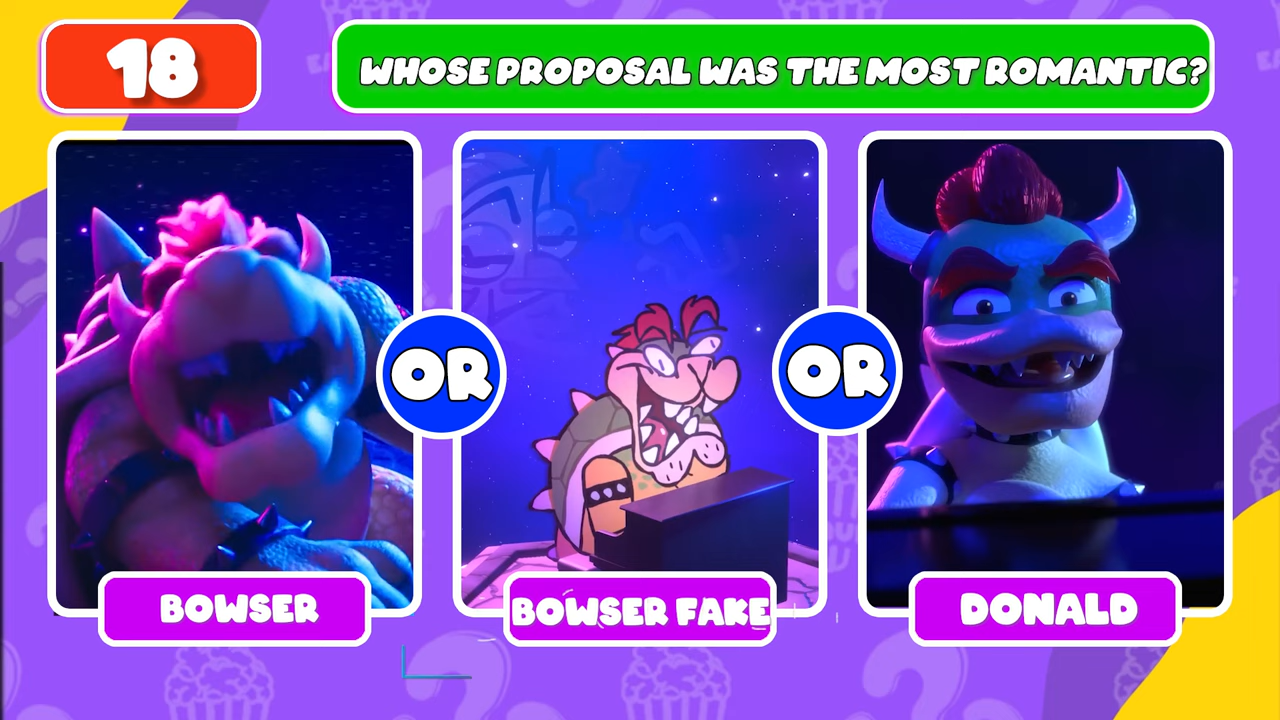 18
WHOSE PROPOSAL WAS THE MOST ROMANTIC?
OR
OR
BOWSER
BOWSER FAKE
DONALD